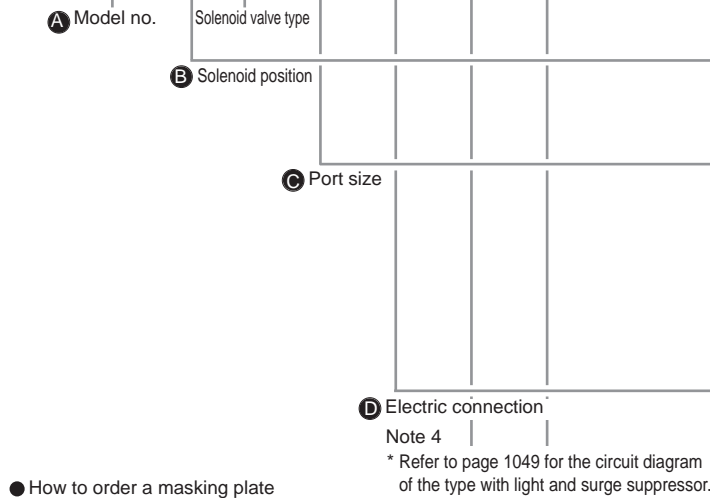 A Model no.
Solenoid valve type
B Solenoid position
C Port size
D Electric connection
Note 4
* Refer to page 1049 for the circuit diagram
of the type with light and surge suppressor.
● How to order a masking plate